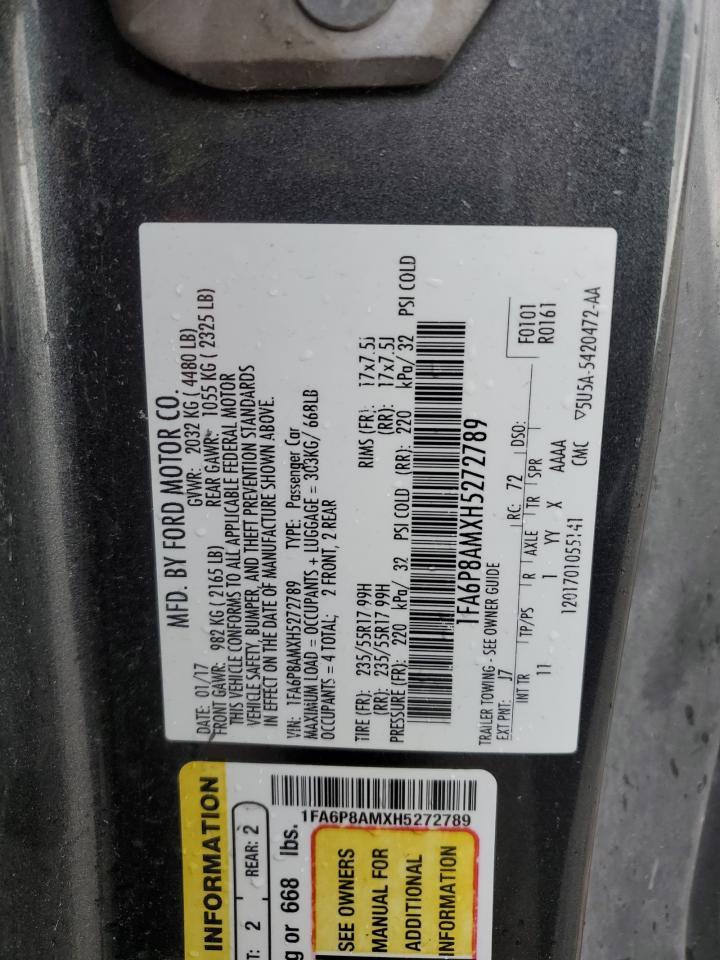 MFD. BY FORD MOTOR CO.
DATE: 01/17 GVWR: 2032 KG ( 4480 LB)
FRONT GAWR: 982 KG ( 2165 LB) REAR GAWR: 1055 KG ( 2325 LB)
THIS VEHICLE CONFORMS TO ALL APPLICABLE FEDERAL MOTOR
VEHICLE SAFETY, BUMPER, AND THEFT PREVENTION STANDARDS
IN EFFECT ON THE DATE OF MANUFACTURE SHOWN ABOVE.
VIN: 1FA6P8AMXH5272789 TYPE: Passenger Car
MAXIMUM LOAD = OCCUPANTS + LUGGAGE = 303KG/ 668LB
OCCUPANTS = 4 TOTAL: 2 FRONT, 2 REAR
TIRE (FR): 235/55R17 99H RIMS (FR): 17x7.5J
(RR): 235/55R17 99H (RR): 17x7.5J
PRESSURE (FR): 220 kPa/ 32 PSI COLD (RR): 220 kPa/ 32 PSI COLD
1FA6P8AMXH5272789
TRAILER TOWING - SEE OWNER GUIDE
EXT PNT: J7 RC: 72 DSO: F0101
R0161
INT TR TP/PS R AXLE TR SPR
11 1 YY X AAAA
CMC ▽5U5A-5420472-AA
1FA6P8AMXH5272789
INFORMATION
T: 2 REAR: 2
g or 668 lbs.
SEE OWNERS
MANUAL FOR
ADDITIONAL
INFORMATION